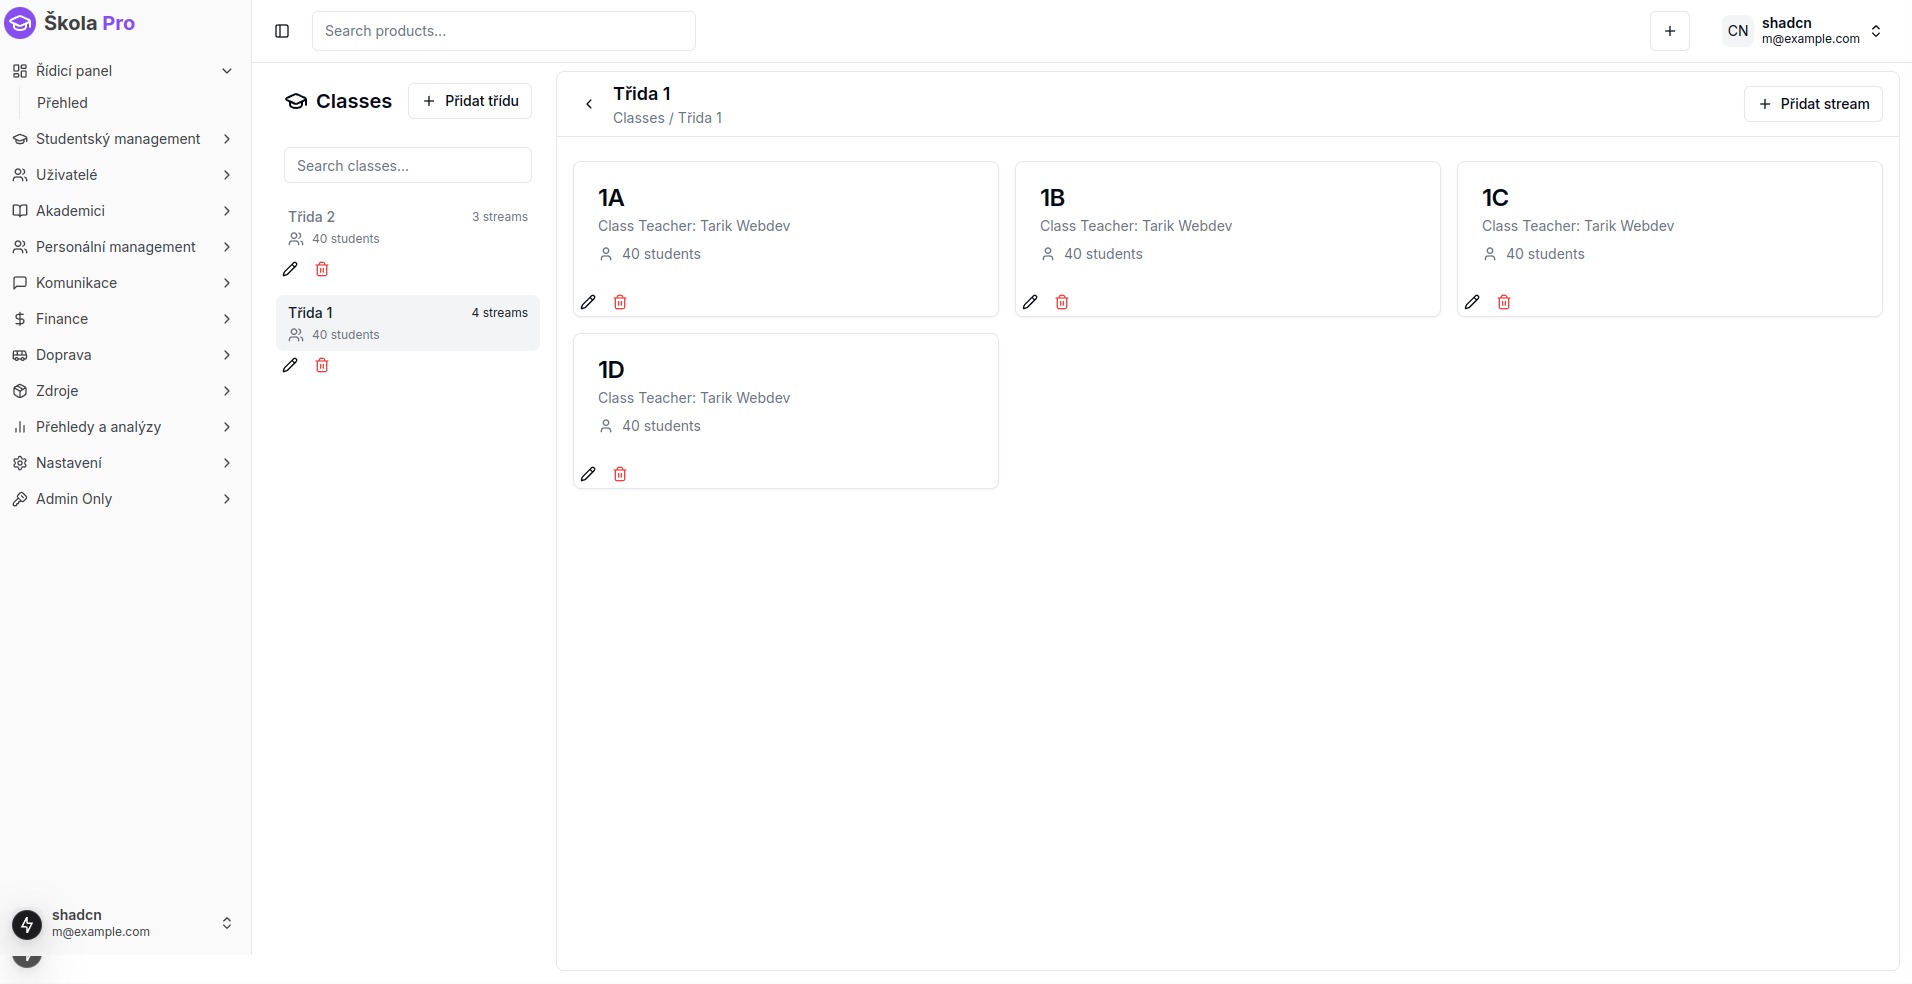 Škola Pro
Řídicí panel
Přehled
Studentský management
Uživatelé
Akademici
Personální management
Komunikace
Finance
Doprava
Zdroje
Přehledy a analýzy
Nastavení
Admin Only
shadcn
m@example.com
Search products...
CN
shadcn
m@example.com
Classes
Přidat třídu
Search classes...
Třida 2
3 streams
40 students
Třida 1
4 streams
40 students
Třida 1
Classes / Třida 1
Přidat stream
1A
Class Teacher: Tarik Webdev
40 students
1B
Class Teacher: Tarik Webdev
40 students
1C
Class Teacher: Tarik Webdev
40 students
1D
Class Teacher: Tarik Webdev
40 students